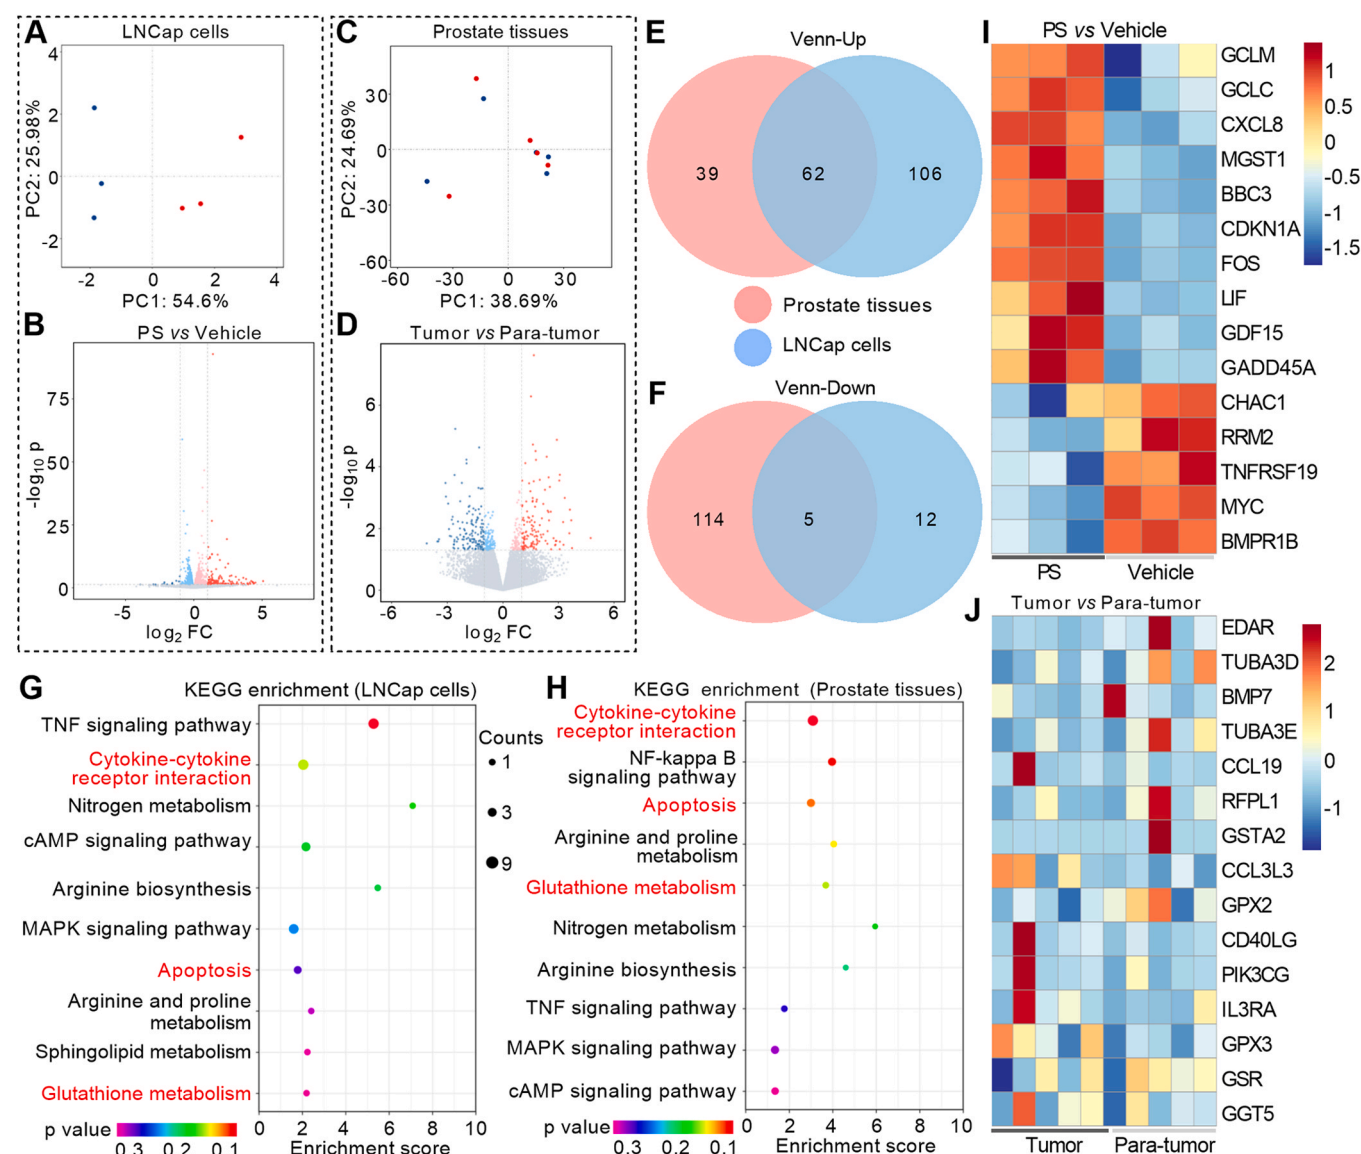 A
LNCap cells
4
2
0
-2
PC2: 25.98%
-2
0
2
4
PC1: 54.6%
B
PS vs Vehicle
75
50
25
0
-log10 p
-5
0
5
log2 FC
C
Prostate tissues
30
0
-30
-60
PC2: 24.69%
-60
-30
0
30
PC1: 38.69%
D
Tumor vs Para-tumor
6
4
2
0
-log10 p
-6
-3
0
3
6
log2 FC
E
Venn-Up
39
62
106
Prostate tissues
LNCap cells
F
Venn-Down
114
5
12
G
KEGG enrichment (LNCap cells)
TNF signaling pathway
Cytokine-cytokine
receptor interaction
Nitrogen metabolism
cAMP signaling pathway
Arginine biosynthesis
MAPK signaling pathway
Apoptosis
Arginine and proline
metabolism
Sphingolipid metabolism
Glutathione metabolism
Counts
1
3
9
p value
0.3
0.2
0.1
0
2
4
6
8
10
Enrichment score
H
KEGG enrichment (Prostate tissues)
Cytokine-cytokine
receptor interaction
NF-kappa B
signaling pathway
Apoptosis
Arginine and proline
metabolism
Glutathione metabolism
Nitrogen metabolism
Arginine biosynthesis
TNF signaling pathway
MAPK signaling pathway
cAMP signaling pathway
p value
0.3
0.2
0.1
0
2
4
6
8
10
Enrichment score
I
PS vs Vehicle
GCLM
GCLC
CXCL8
MGST1
BBC3
CDKN1A
FOS
LIF
GDF15
GADD45A
CHAC1
RRM2
TNFRSF19
MYC
BMPR1B
1
0.5
0
-0.5
-1
-1.5
PS
Vehicle
J
Tumor vs Para-tumor
EDAR
TUBA3D
BMP7
TUBA3E
CCL19
RFPL1
GSTA2
CCL3L3
GPX2
CD40LG
PIK3CG
IL3RA
GPX3
GSR
GGT5
2
1
0
-1
Tumor
Para-tumor